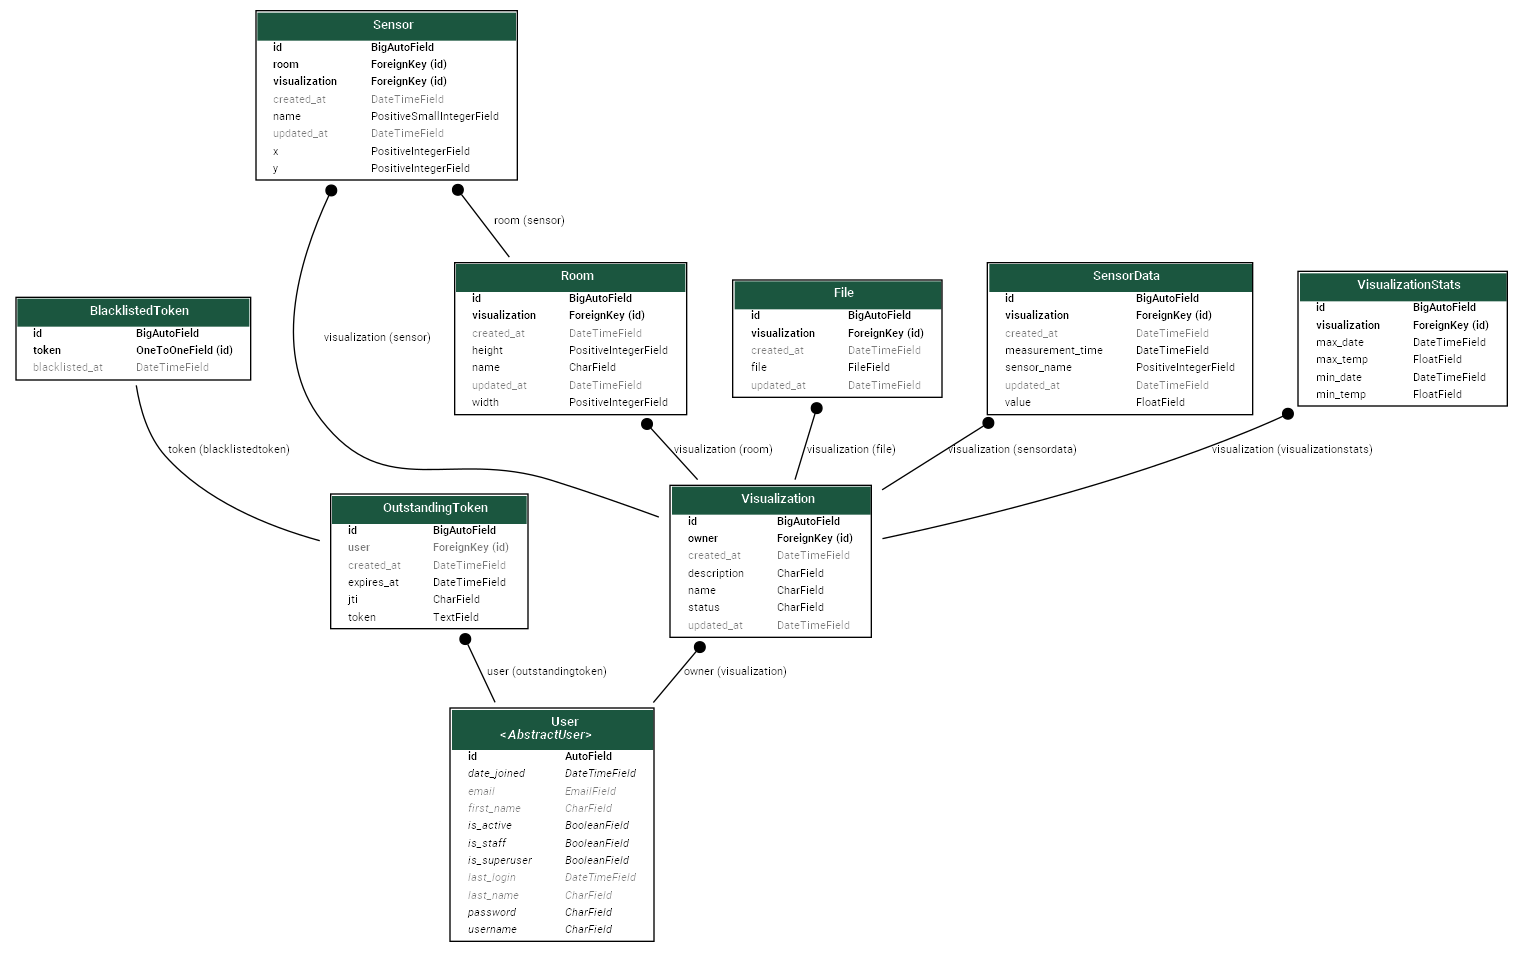 Sensor
id BigAutoField
room ForeignKey (id)
visualization ForeignKey (id)
created_at DateTimeField
name PositiveSmallIntegerField
updated_at DateTimeField
x PositiveIntegerField
y PositiveIntegerField
room (sensor)
visualization (sensor)
BlacklistedToken
id BigAutoField
token OneToOneField (id)
blacklisted_at DateTimeField
Room
id BigAutoField
visualization ForeignKey (id)
created_at DateTimeField
height PositiveIntegerField
name CharField
updated_at DateTimeField
width PositiveIntegerField
File
id BigAutoField
visualization ForeignKey (id)
created_at DateTimeField
file FileField
updated_at DateTimeField
SensorData
id BigAutoField
visualization ForeignKey (id)
created_at DateTimeField
measurement_time DateTimeField
sensor_name PositiveIntegerField
updated_at DateTimeField
value FloatField
VisualizationStats
id BigAutoField
visualization ForeignKey (id)
max_date DateTimeField
max_temp FloatField
min_date DateTimeField
min_temp FloatField
token (blacklistedtoken)
visualization (room)
visualization (file)
visualization (sensordata)
visualization (visualizationstats)
OutstandingToken
id BigAutoField
user ForeignKey (id)
created_at DateTimeField
expires_at DateTimeField
jti CharField
token TextField
Visualization
id BigAutoField
owner ForeignKey (id)
created_at DateTimeField
description CharField
name CharField
status CharField
updated_at DateTimeField
user (outstandingtoken)
owner (visualization)
User
<AbstractUser>
id AutoField
date_joined DateTimeField
email EmailField
first_name CharField
is_active BooleanField
is_staff BooleanField
is_superuser BooleanField
last_login DateTimeField
last_name CharField
password CharField
username CharField